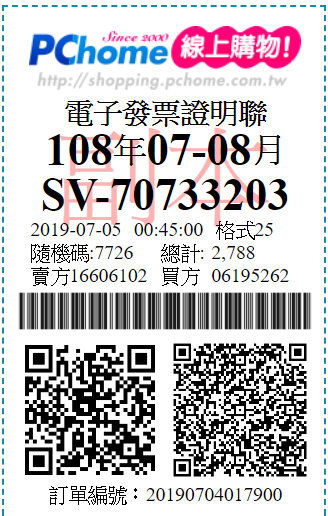 Since 2000
PChome 線上購物!
http://shopping.pchome.com.tw
電子發票證明聯
副本
108年07-08月
SV-70733203
2019-07-05 00:45:00 格式25
隨機碼:7726 總計: 2,788
賣方16606102 買方 06195262
訂單編號：20190704017900